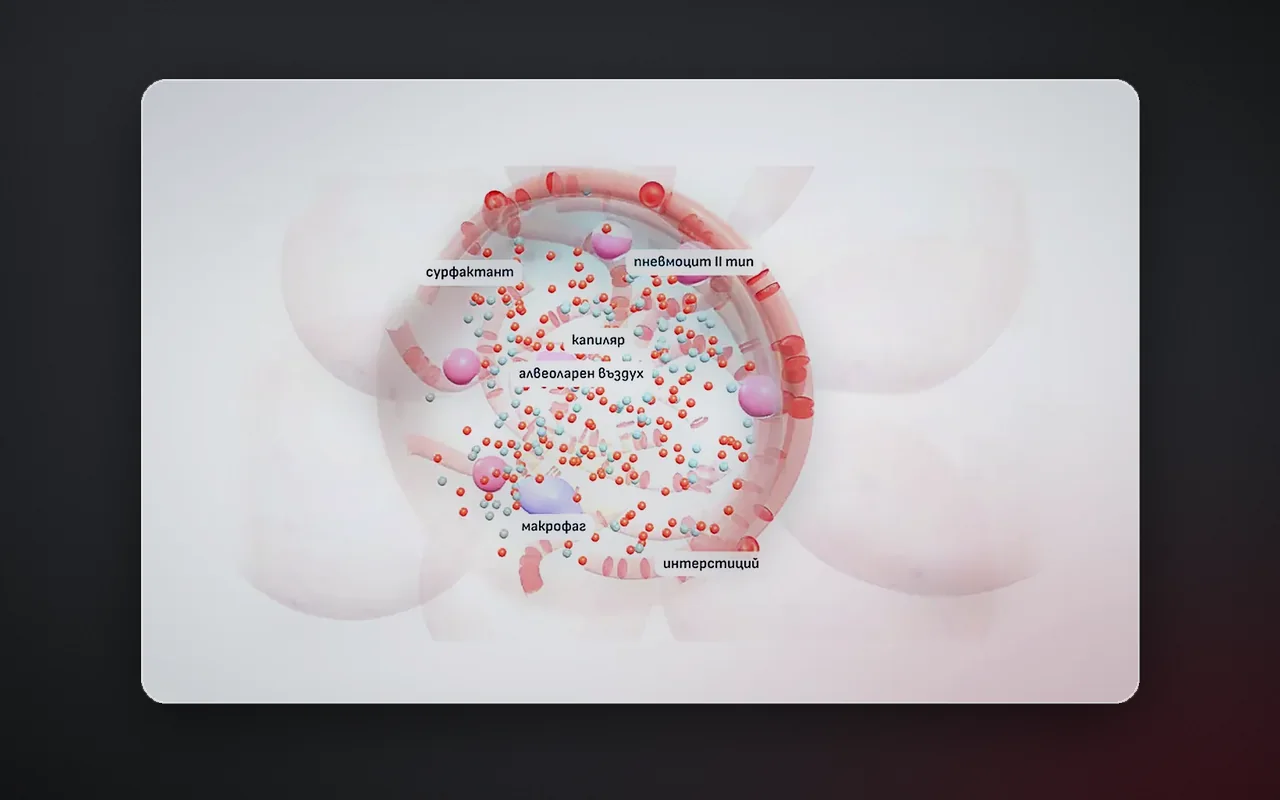 сурфактант
пневмоцит II тип
капиляр
алвеоларен въздух
макрофаг
интерстиций